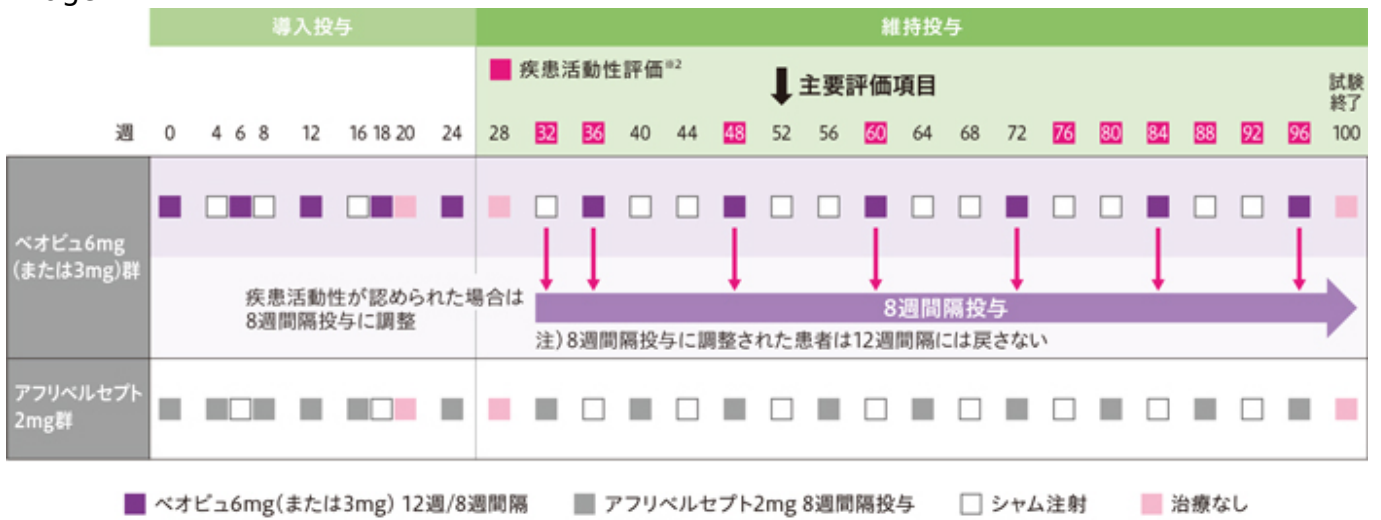 導入投与
維持投与
疾患活動性評価※2
主要評価項目
試験
終了
週 0 4 6 8 12 16 18 20 24 28 32 36 40 44 48 52 56 60 64 68 72 76 80 84 88 92 96 100
ベオビュ6mg
(または3mg)群
疾患活動性が認められた場合は
8週間隔投与に調整
8週間隔投与
注)8週間隔投与に調整された患者は12週間隔には戻さない
アフリベルセプト
2mg群
ベオビュ6mg(または3mg) 12週/8週間隔 アフリベルセプト2mg 8週間隔投与 シャム注射 治療なし